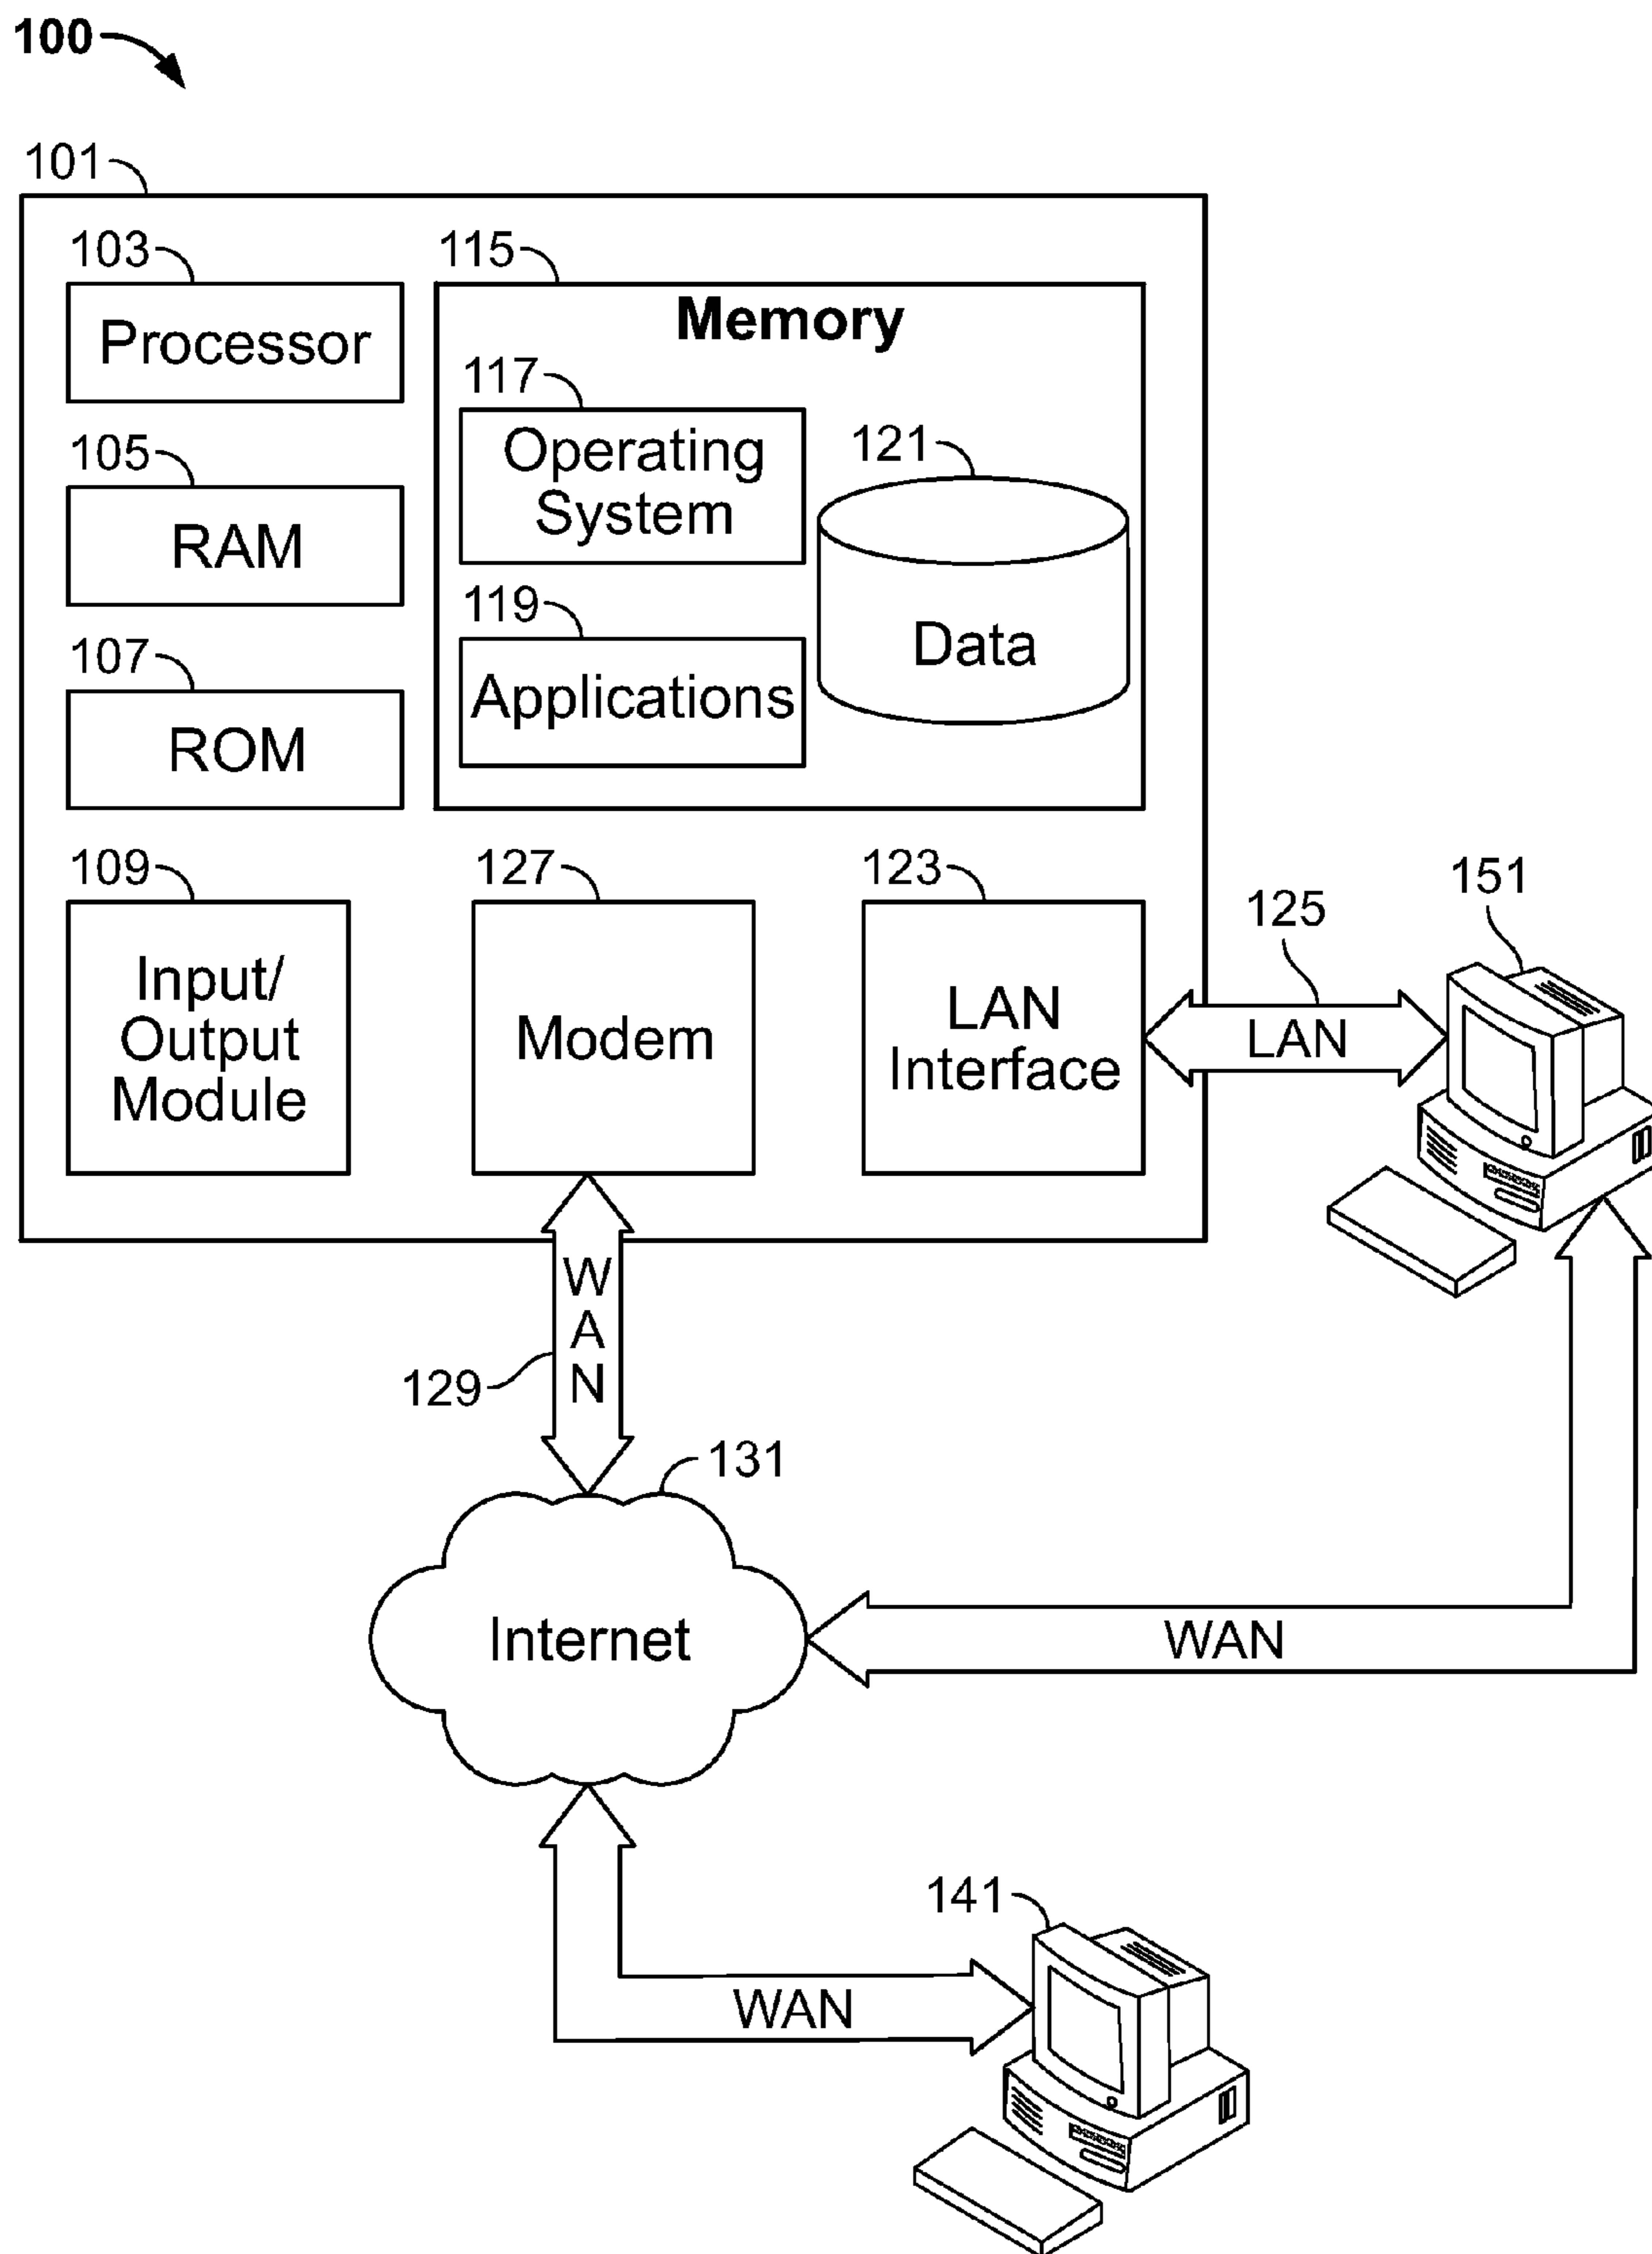 100
101
103
Processor
105
RAM
107
ROM
115
Memory
117
Operating
System
119
Applications
121
Data
109
Input/
Output
Module
127
Modem
123
LAN
Interface
125
LAN
151
WAN
129
131
Internet
WAN
141
WAN